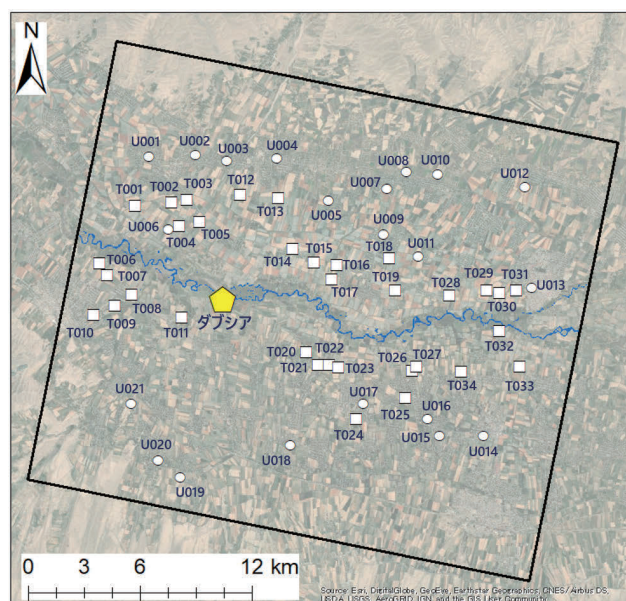 N
U001
U002
U003
U004
U008
U010
U012
U007
T001
T002
T003
T012
T013
U005
U006
T004
T005
U009
T014
T015
T016
T018
U011
T006
T007
T017
T019
T028
T029
T031
U013
T030
T008
T009
T010
T011
ダブシア
T032
T020
T022
T021
T023
T026
T027
T034
T033
T025
U021
U017
T024
U016
U015
U014
U020
U018
U019
0 3 6 12 km
Source: Esri, DigitalGlobe, GeoEye, Earthstar Geographics, CNES/Airbus DS,
USDA, USGS, AeroGRID, IGN, and the GIS User Community